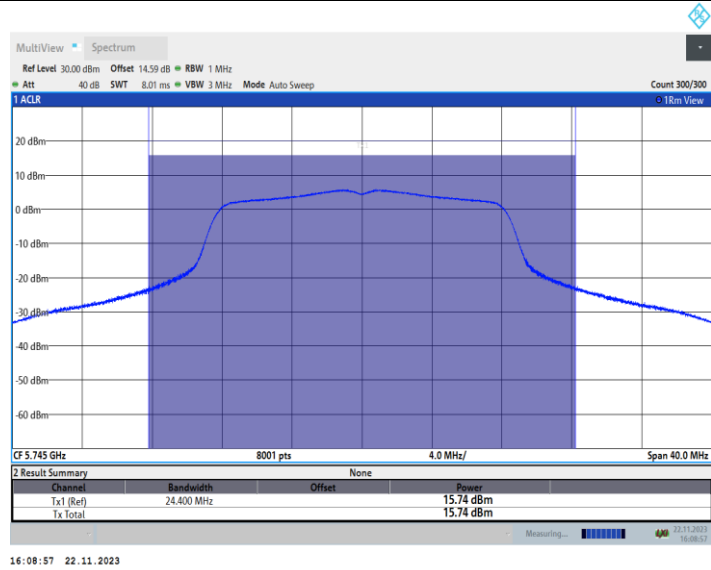 MultiView Spectrum
Ref Level 30.00 dBm Offset 14.59 dB RBW 1 MHz
Att 40 dB SWT 8.01 ms VBW 3 MHz Mode Auto Sweep Count 300/300
1 ACLR 1Rm View
20 dBm
10 dBm
0 dBm
-10 dBm
-20 dBm
-30 dBm
-40 dBm
-50 dBm
-60 dBm
CF 5.745 GHz 8001 pts 4.0 MHz/ Span 40.0 MHz
2 Result Summary None
Channel Bandwidth Offset Power
Tx1 (Ref) 24.400 MHz 15.74 dBm
Tx Total 15.74 dBm
Measuring... 22.11.2023
16:08:57
16:08:57 22.11.2023